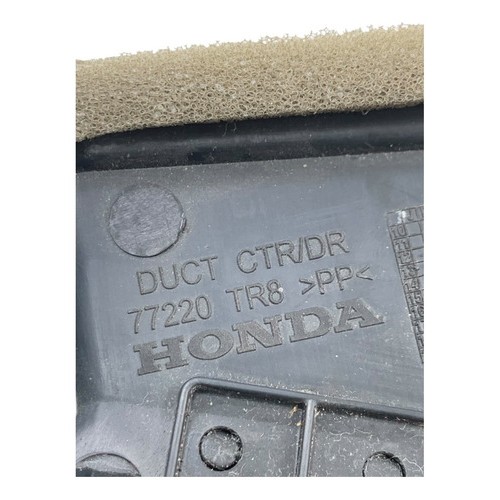 DUCT CTR/DR
77220 TR8 >PP<
HONDA